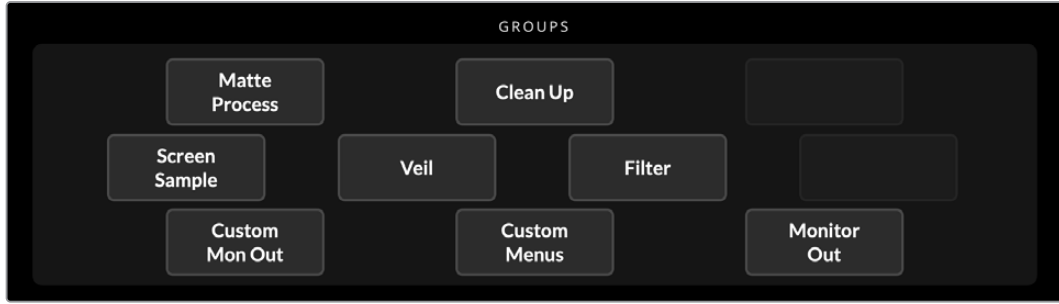 GROUPS
Matte
Process
Clean Up
Screen
Sample
Veil
Filter
Custom
Mon Out
Custom
Menus
Monitor
Out